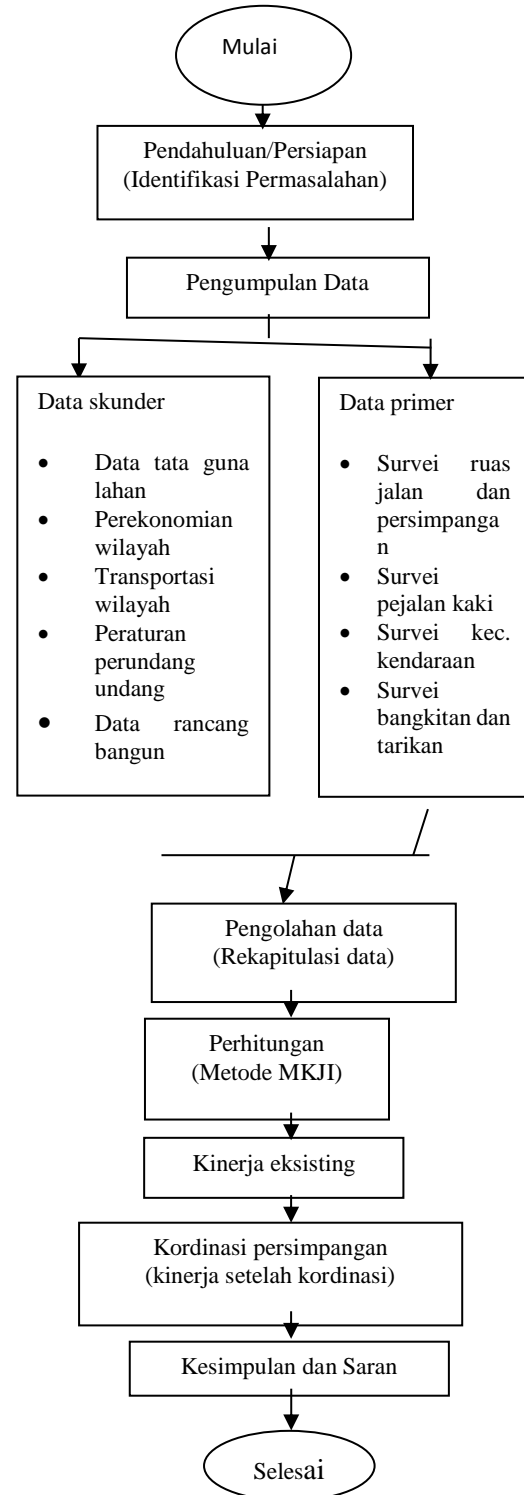 Mulai
Pendahuluan/Persiapan
(Identifikasi Permasalahan)
Pengumpulan Data
Data skunder
• Data tata guna
lahan
• Perekonomian
wilayah
• Transportasi
wilayah
• Peraturan
perundang
undang
• Data rancang
bangun
Data primer
• Survei ruas
jalan dan
persimpanga
n
• Survei
pejalan kaki
• Survei kec.
kendaraan
• Survei
bangkitan dan
tarikan
Pengolahan data
(Rekapitulasi data)
Perhitungan
(Metode MKJI)
Kinerja eksisting
Kordinasi persimpangan
(kinerja setelah kordinasi)
Kesimpulan dan Saran
Selesai